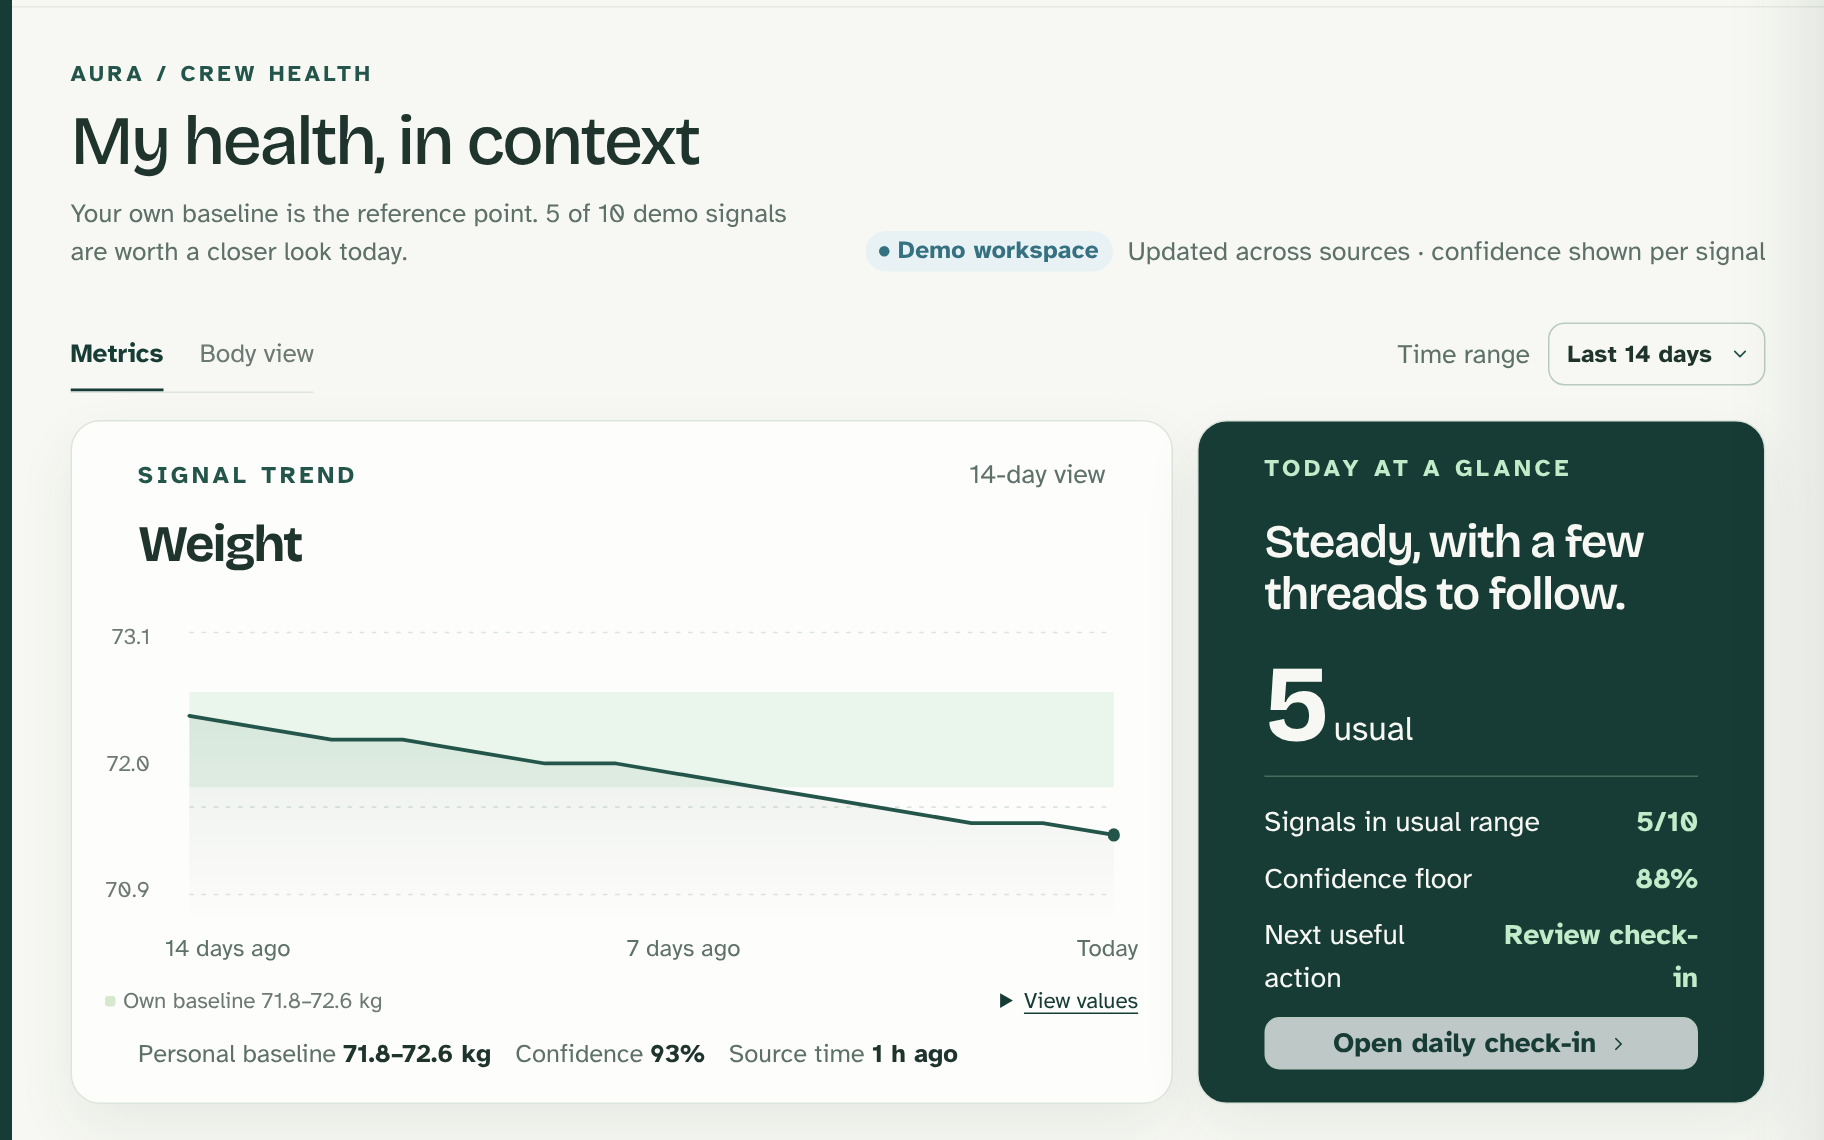 AURA / CREW HEALTH
My health, in context
Your own baseline is the reference point. 5 of 10 demo signals
are worth a closer look today.
Demo workspace
Updated across sources · confidence shown per signal
Metrics
Body view
Time range
Last 14 days
SIGNAL TREND
14-day view
Weight
73.1
72.0
70.9
14 days ago
7 days ago
Today
Own baseline 71.8–72.6 kg
View values
Personal baseline 71.8–72.6 kg
Confidence 93%
Source time 1 h ago
TODAY AT A GLANCE
Steady, with a few
threads to follow.
5 usual
Signals in usual range 5/10
Confidence floor 88%
Next useful
action
Review check-
in
Open daily check-in